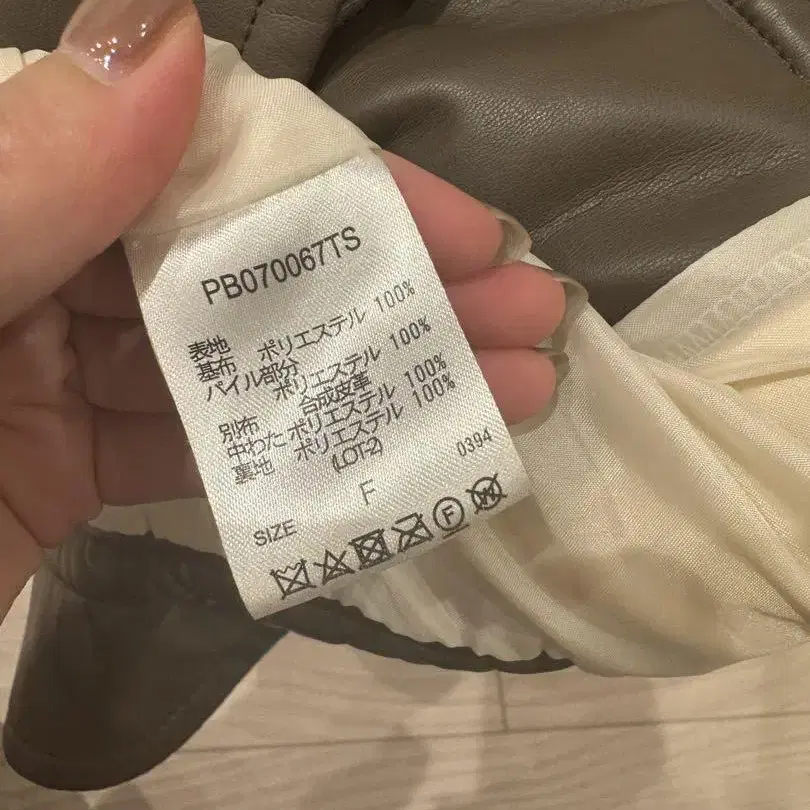 PB070067TS
表地
基布 ポリエステル 100%
パイル部分
ポリエステル 100%
別布 合成皮革
中わた ポリエステル 100%
裏地 ポリエステル 100%
(LOT-2)
0394
SIZE F
F
W